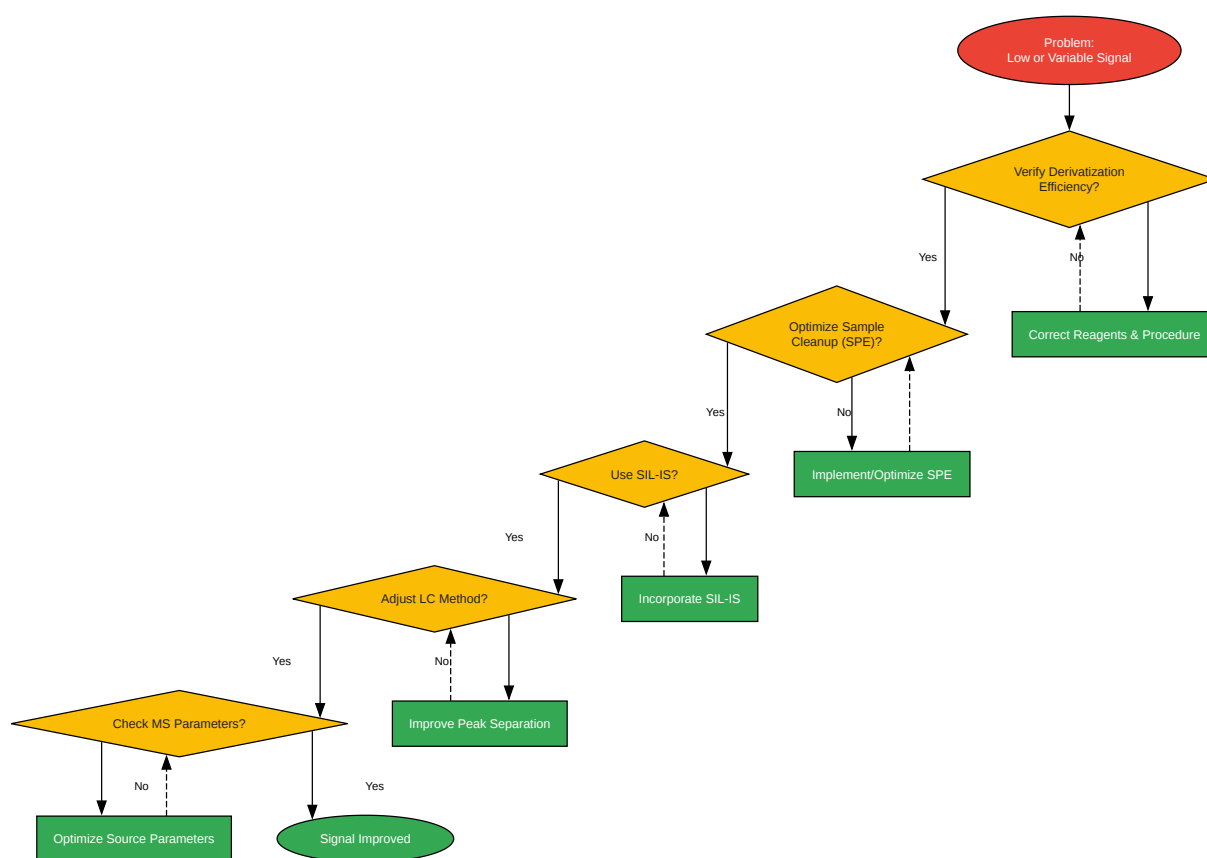 Problem:
Low or Variable Signal
Verify Derivatization
Efficiency?
Yes
No
Optimize Sample
Cleanup (SPE)?
Correct Reagents & Procedure
Yes
No
Use SIL-IS?
Implement/Optimize SPE
Yes
No
Adjust LC Method?
Incorporate SIL-IS
Yes
No
Check MS Parameters?
Improve Peak Separation
No
Yes
Optimize Source Parameters
Signal Improved